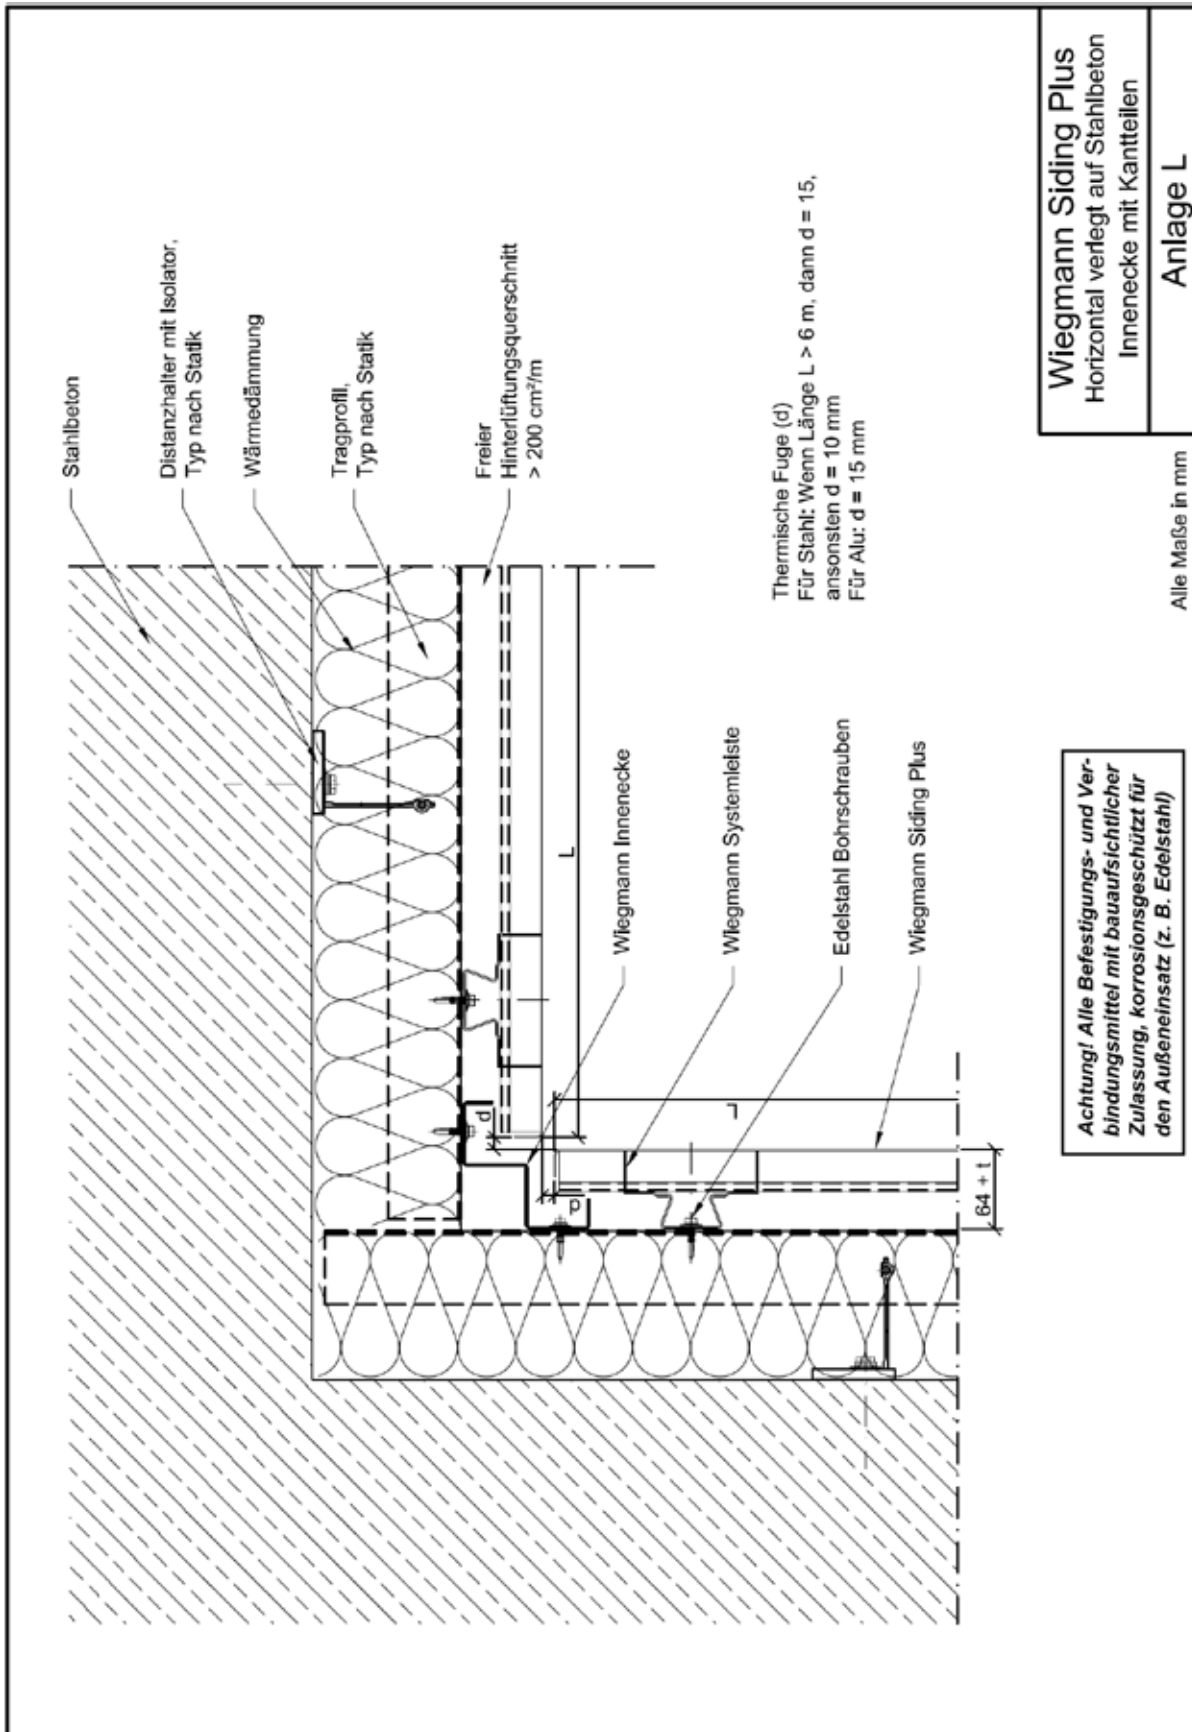 Stahlbeton
Distanzhalter mit Isolator,
Typ nach Statik
Wärmedämmung
Tragprofil,
Typ nach Statik
Freier
Hinterlüftungsquerschnitt
> 200 cm²/m
Thermische Fuge (d)
Für Stahl: Wenn Länge L > 6 m, dann d = 15,
ansonsten d = 10 mm
Für Alu: d = 15 mm
L
d
L
d
64 + t
Wiegmann Innenecke
Wiegmann Systemleiste
Edelstahl Bohrschrauben
Wiegmann Siding Plus
Achtung! Alle Befestigungs- und Ver-
bindungsmittel mit bauaufsichtlicher
Zulassung, korrosionsgeschützt für
den Außeneinsatz (z. B. Edelstahl)
Alle Maße in mm
Wiegmann Siding Plus
Horizontal verlegt auf Stahlbeton
Innenecke mit Kantteilen
Anlage L